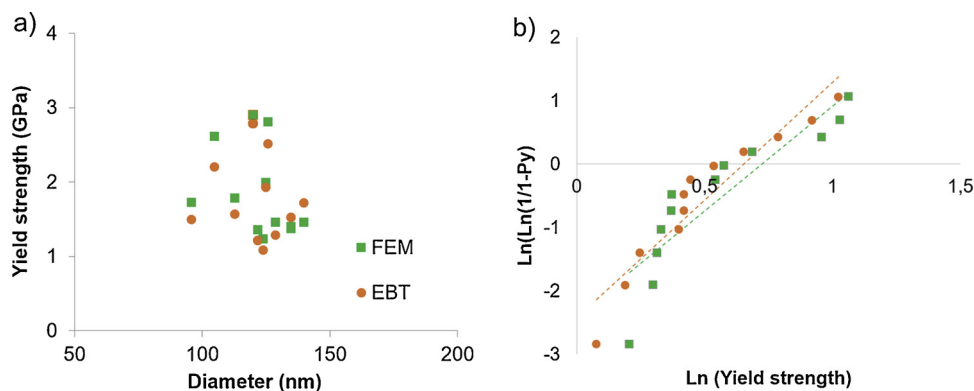 a)
Yield strength (GPa)
4
3
2
1
0
50
100
150
200
Diameter (nm)
FEM
EBT
b)
Ln(Ln(1/1-Py)
2
1
0
-1
-2
-3
0
0,5
1
1,5
Ln (Yield strength)